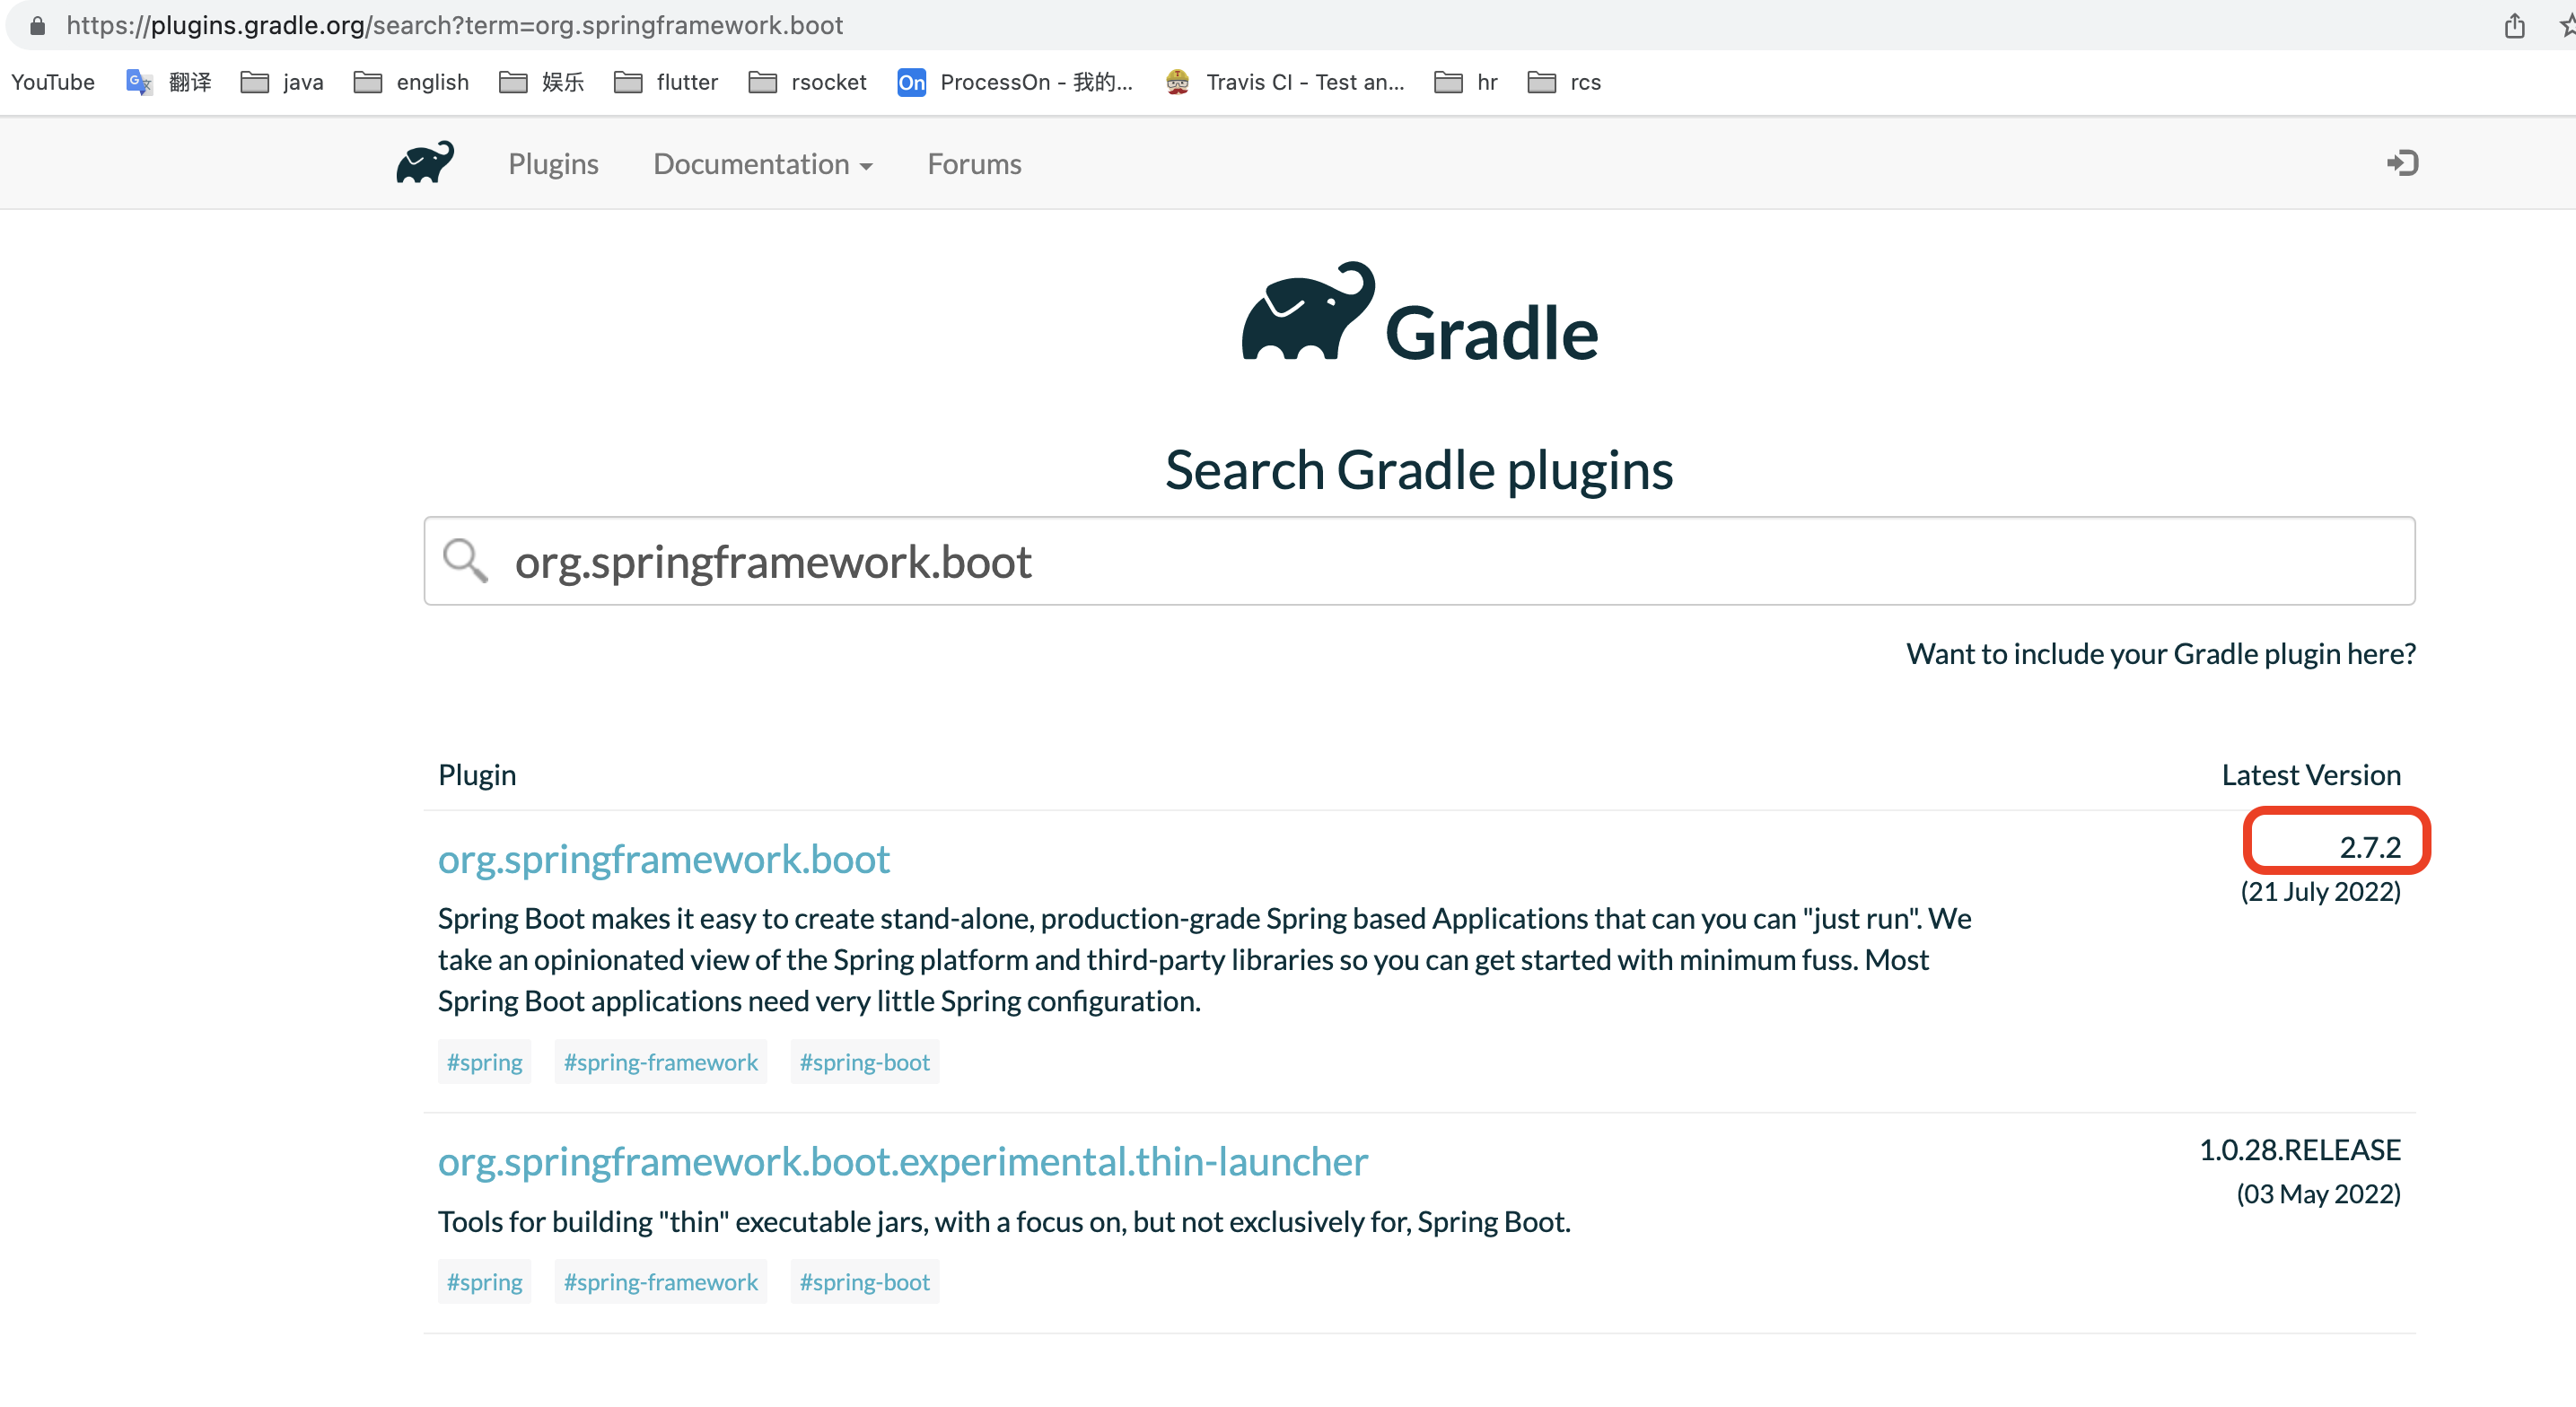 https://plugins.gradle.org/search?term=org.springframework.boot
YouTube 翻译 java english 娱乐 flutter rsocket On ProcessOn - 我的... Travis CI - Test an... hr rcs
Plugins Documentation Forums
Gradle
Search Gradle plugins
org.springframework.boot
Want to include your Gradle plugin here?
Plugin Latest Version
org.springframework.boot 2.7.2
(21 July 2022)
Spring Boot makes it easy to create stand-alone, production-grade Spring based Applications that can you can "just run". We
take an opinionated view of the Spring platform and third-party libraries so you can get started with minimum fuss. Most
Spring Boot applications need very little Spring configuration.
#spring #spring-framework #spring-boot
org.springframework.boot.experimental.thin-launcher 1.0.28.RELEASE
(03 May 2022)
Tools for building "thin" executable jars, with a focus on, but not exclusively for, Spring Boot.
#spring #spring-framework #spring-boot